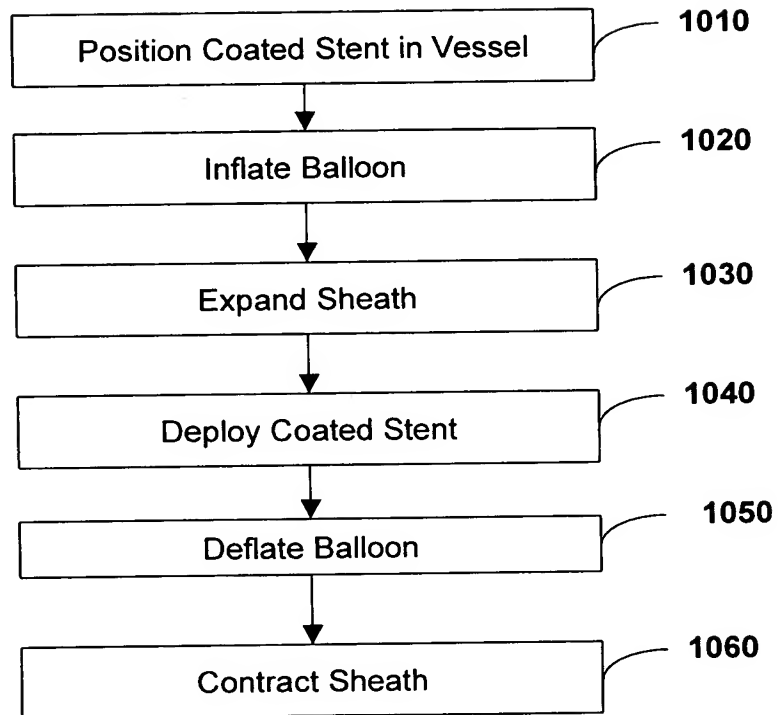 Position Coated Stent in Vessel
1010
Inflate Balloon
1020
Expand Sheath
1030
Deploy Coated Stent
1040
Deflate Balloon
1050
Contract Sheath
1060